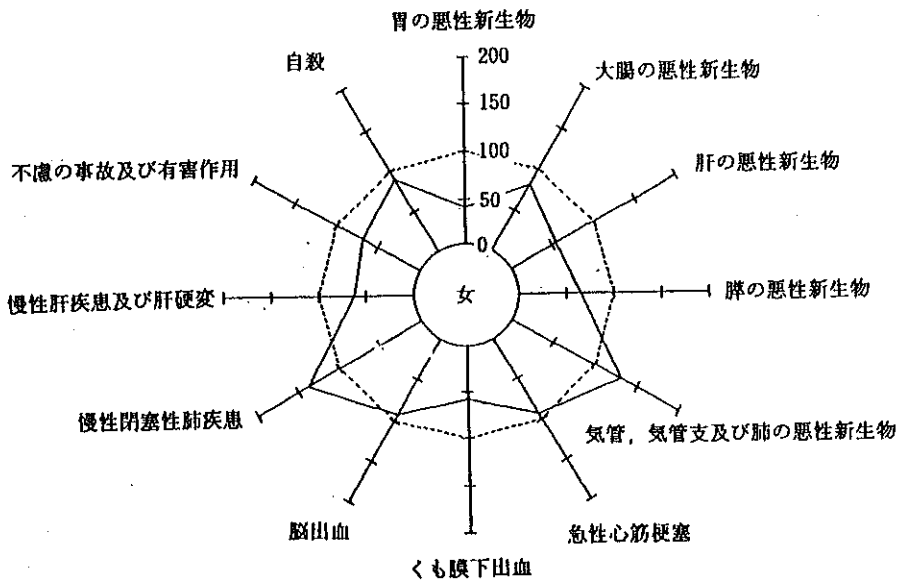 胃の悪性新生物
200
150
100
50
0
大腸の悪性新生物
肝の悪性新生物
膵の悪性新生物
気管，気管支及び肺の悪性新生物
急性心筋梗塞
くも膜下出血
脳出血
慢性閉塞性肺疾患
慢性肝疾患及び肝硬変
不慮の事故及び有害作用
自殺
女